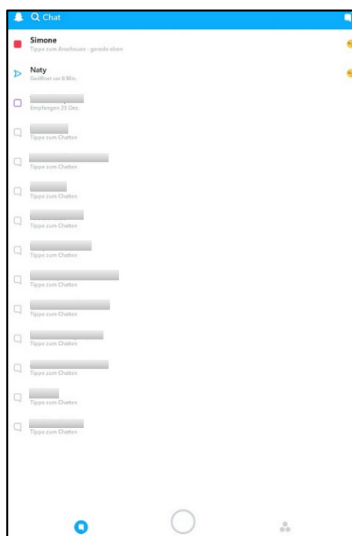 Chat
Simone
Tippe zum Anschauen - gerade eben
Naty
Geöffnet vor 8 Min.
Empfangen 25 Dez.
Tippe zum Chatten
Tippe zum Chatten
Tippe zum Chatten
Tippe zum Chatten
Tippe zum Chatten
Tippe zum Chatten
Tippe zum Chatten
Tippe zum Chatten
Tippe zum Chatten
Tippe zum Chatten
Tippe zum Chatten